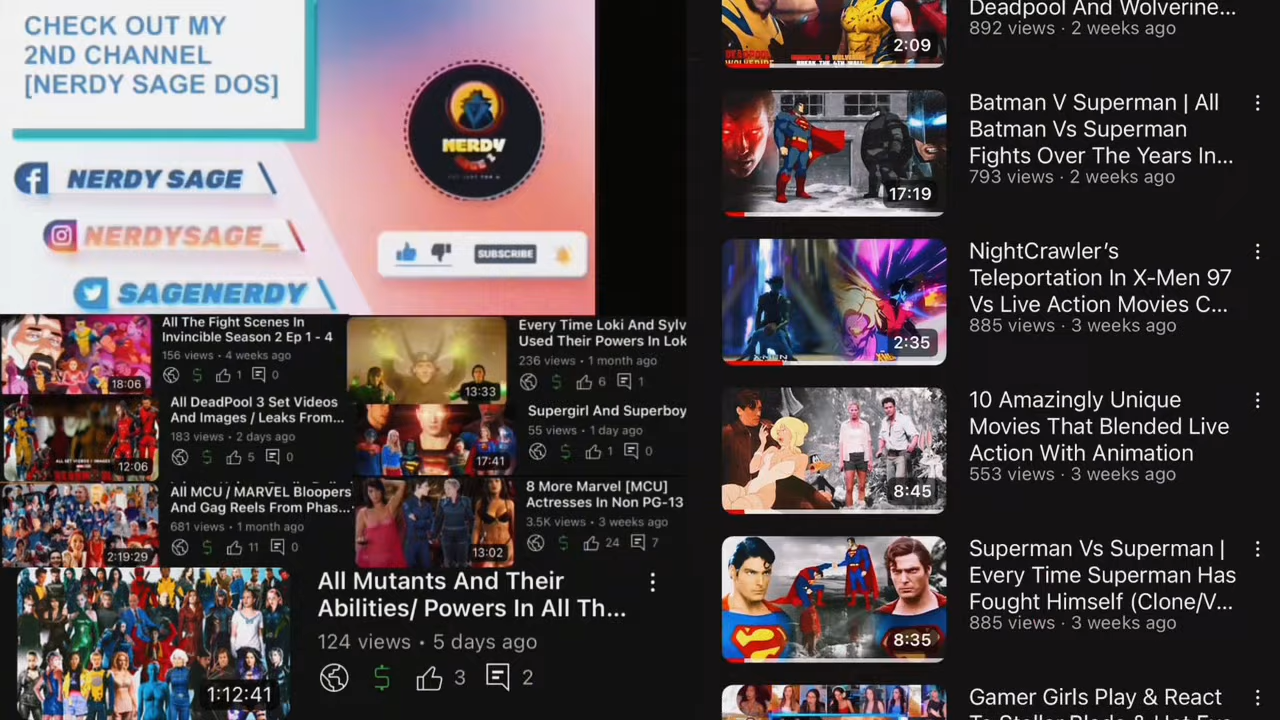 CHECK OUT MY
2ND CHANNEL
[NERDY SAGE DOS]
NERDY SAGE
NERDYSAGE_
SAGENERDY
NERDY
SUBSCRIBE
All The Fight Scenes In
Invincible Season 2 Ep 1 - 4
156 views • 4 weeks ago
1
0
18:06
Every Time Loki And Sylv
Used Their Powers In Lok
236 views • 1 month ago
6
1
13:33
All DeadPool 3 Set Videos
And Images / Leaks From...
183 views • 2 days ago
5
0
12:06
Supergirl And Superboy
55 views • 1 day ago
1
0
17:41
All MCU / MARVEL Bloopers
And Gag Reels From Phas...
681 views • 1 month ago
11
0
2:19:29
8 More Marvel [MCU]
Actresses In Non PG-13
3.5K views • 3 weeks ago
24
7
13:02
All Mutants And Their
Abilities/ Powers In All Th...
124 views • 5 days ago
3
2
1:12:41
Deadpool And Wolverine...
892 views · 2 weeks ago
2:09
Batman V Superman | All
Batman Vs Superman
Fights Over The Years In...
793 views · 2 weeks ago
17:19
NightCrawler’s
Teleportation In X-Men 97
Vs Live Action Movies C...
885 views · 3 weeks ago
2:35
10 Amazingly Unique
Movies That Blended Live
Action With Animation
553 views · 3 weeks ago
8:45
Superman Vs Superman |
Every Time Superman Has
Fought Himself (Clone/V...
885 views · 3 weeks ago
8:35
Gamer Girls Play & React